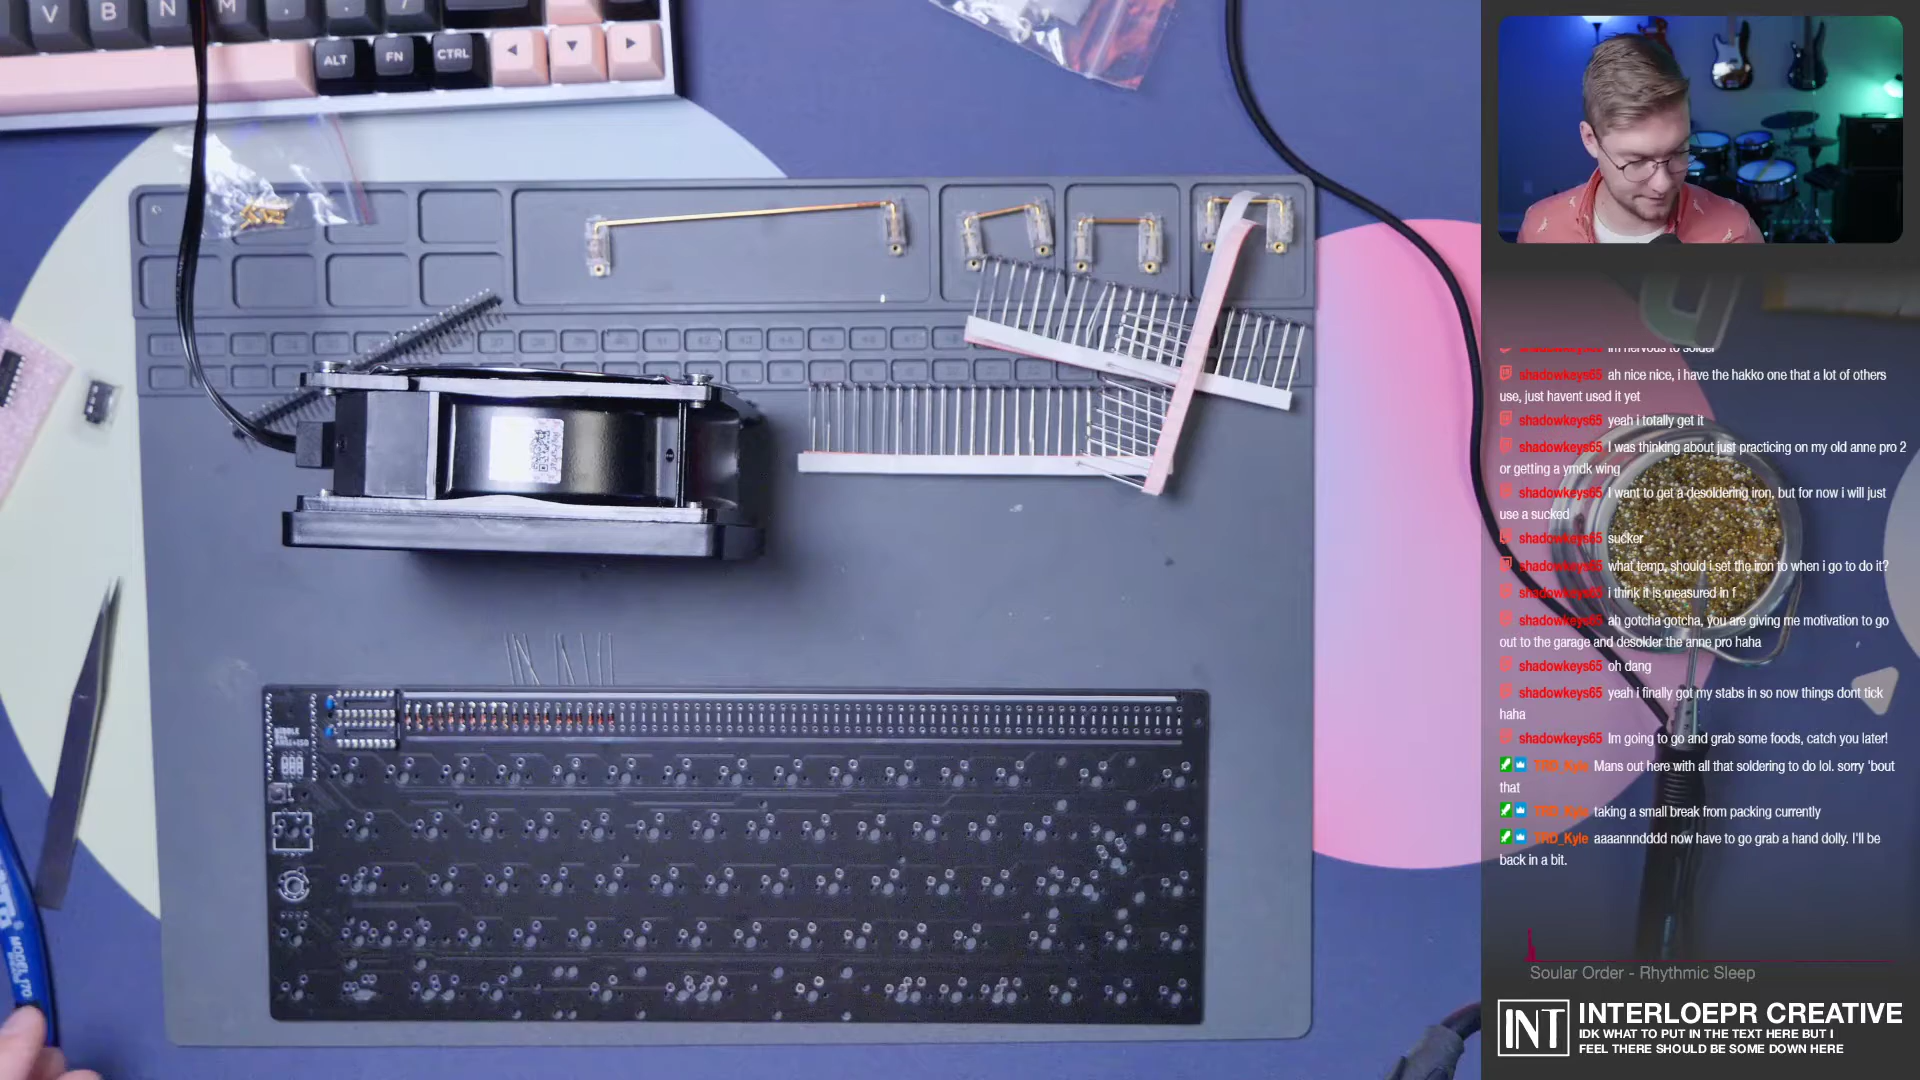 V B N M , . /
ALT FN CTRL
im nervous to solder
shadowkeys65 ah nice nice, i have the hakko one that a lot of others
use, just havent used it yet
shadowkeys65 yeah i totally get it
shadowkeys65 I was thinking about just practicing on my old anne pro 2
or getting a ymdk wing
shadowkeys65 I want to get a desoldering iron, but for now i will just
use a sucked
shadowkeys65 sucker
shadowkeys65 what temp, should i set the iron to when i go to do it?
shadowkeys65 i think it is measured in f
shadowkeys65 ah gotcha gotcha, you are giving me motivation to go
out to the garage and desolder the anne pro haha
shadowkeys65 oh dang
shadowkeys65 yeah i finally got my stabs in so now things dont tick
haha
shadowkeys65 Im going to go and grab some foods, catch you later!
TRD_Kyle Mans out here with all that soldering to do lol. sorry 'bout
that
TRD_Kyle taking a small break from packing currently
TRD_Kyle aaaannndddd now have to go grab a hand dolly. I'll be
back in a bit.
NIBBLE
MODEL 170
Soular Order - Rhythmic Sleep
INT
INTERLOEPR CREATIVE
IDK WHAT TO PUT IN THE TEXT HERE BUT I
FEEL THERE SHOULD BE SOME DOWN HERE